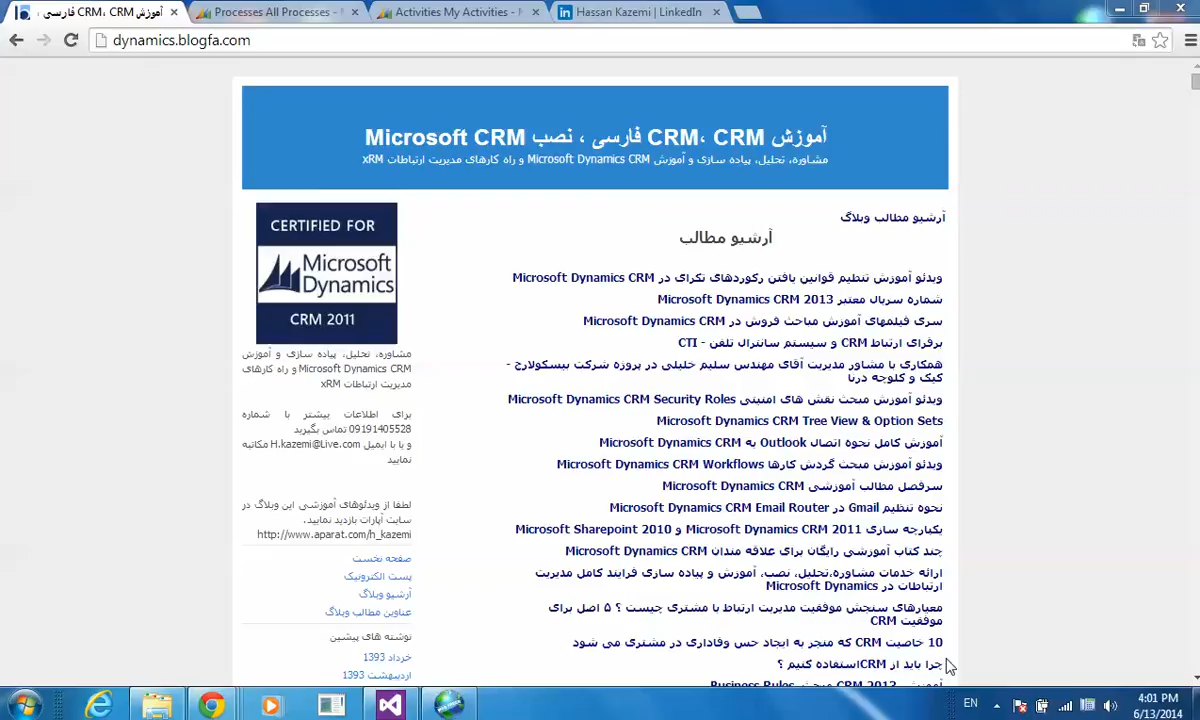 آموزش CRM، CRM فارسی ،
Processes All Processes -
Activities My Activities -
Hassan Kazemi | LinkedIn
dynamics.blogfa.com
آموزش CRM، CRM فارسی ، نصب Microsoft CRM
مشاوره، تحلیل، پیاده سازی و آموزش Microsoft Dynamics CRM و راه کارهای مدیریت ارتباطات xRM
آرشیو مطالب وبلاگ
آرشیو مطالب
ویدئو آموزش تنظیم قوانین یافتن رکوردهای تکرای در Microsoft Dynamics CRM
شماره سریال معتبر Microsoft Dynamics CRM 2013
سری فیلمهای آموزش مباحث فروش در Microsoft Dynamics CRM
برقرای ارتباط CRM و سیستم سانترال تلفن - CTI
همکاری با مشاور مدیریت آقای مهندس سلیم خلیلی در پروژه شرکت بیسکولارج -
کیک و کلوچه درنا
ویدئو آموزش مبحث نقش های امنیتی Microsoft Dynamics CRM Security Roles
Microsoft Dynamics CRM Tree View & Option Sets
آموزش کامل نحوه اتصال Outlook به Microsoft Dynamics CRM
ویدئو آموزش مبحث گردش کارها Microsoft Dynamics CRM Workflows
سرفصل مطالب آموزشی Microsoft Dynamics CRM
نحوه تنظیم Gmail در Microsoft Dynamics CRM Email Router
یکپارچه سازی Microsoft Dynamics CRM 2011 و Microsoft Sharepoint 2010
چند کتاب آموزشی رایگان برای علاقه مندان Microsoft Dynamics CRM
ارائه خدمات مشاوره،تحلیل، نصب، آموزش و پیاده سازی فرایند کامل مدیریت
ارتباطات در Microsoft Dynamics
معیارهای سنجش موفقیت مدیریت ارتباط با مشتری چیست ؟ ۵ اصل برای
موفقیت CRM
10 خاصیت CRM که منجر به ایجاد حس وفاداری در مشتری می شود
چرا باید از CRMاستفاده کنیم ؟
آموزش CRM 2013 مبحث Business Rules
CERTIFIED FOR
Microsoft
Dynamics
CRM 2011
مشاوره، تحلیل، پیاده سازی و آموزش
Microsoft Dynamics CRM و راه کارهای
مدیریت ارتباطات xRM
برای اطلاعات بیشتر با شماره
09191405528 تماس بگیرید
و یا با ایمیل H.kazemi@Live.com مکاتبه
نمایید
لطفا از ویدئوهای آموزشی این وبلاگ در
سایت آپارات بازدید نمایید.
http://www.aparat.com/h_kazemi
صفحه نخست
پست الکترونیک
آرشیو وبلاگ
عناوین مطالب وبلاگ
نوشته های پیشین
خرداد 1393
اردیبهشت 1393
EN
4:01 PM
6/13/2014